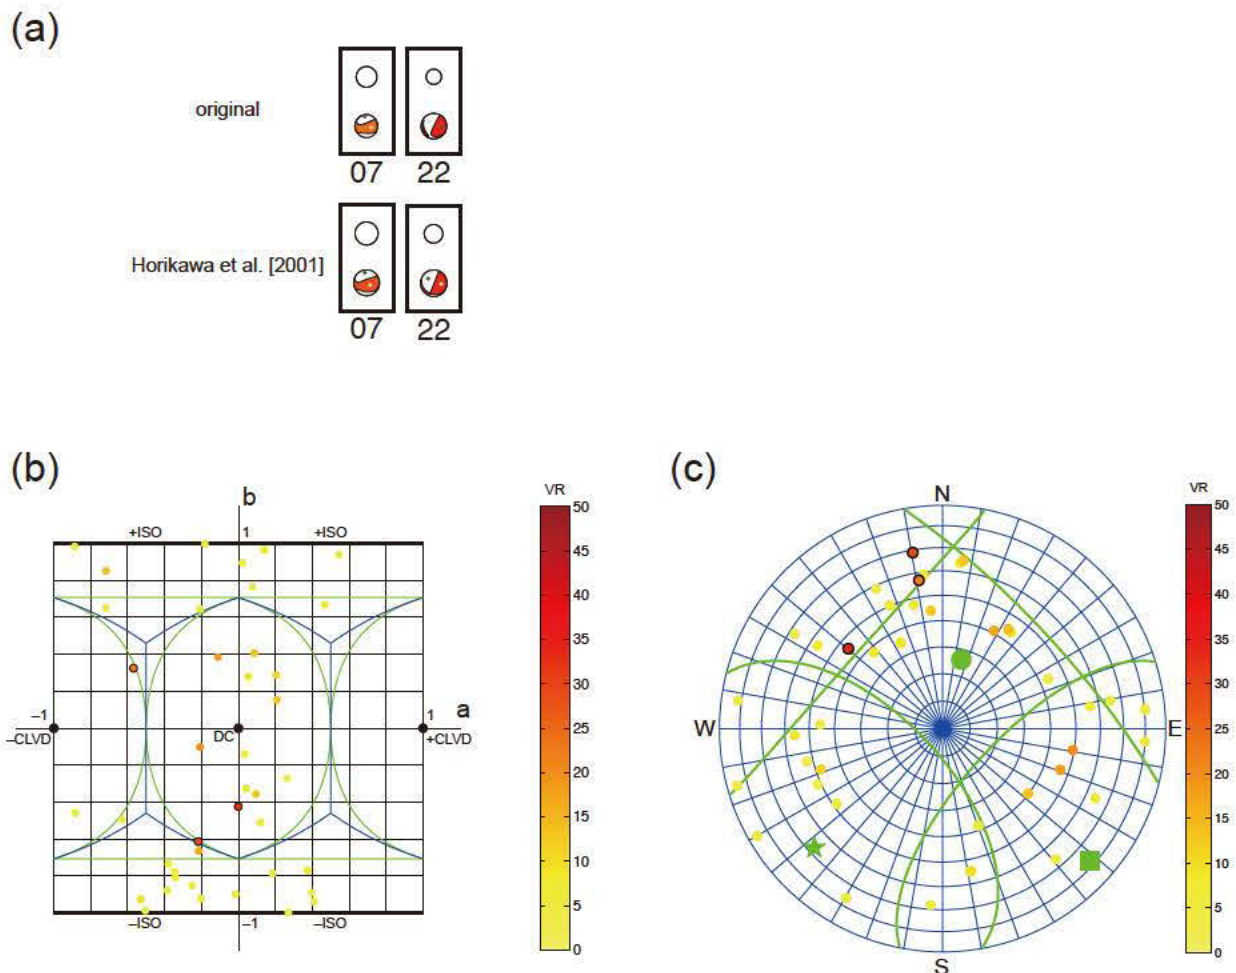 (a)
original
07 22
Horikawa et al. [2001]
07 22
(b)
b
+ISO 1 +ISO
–1 a 1
–CLVD DC +CLVD
–ISO –1 –ISO
VR
50
45
40
35
30
25
20
15
10
5
0
(c)
N
W E
S
VR
50
45
40
35
30
25
20
15
10
5
0